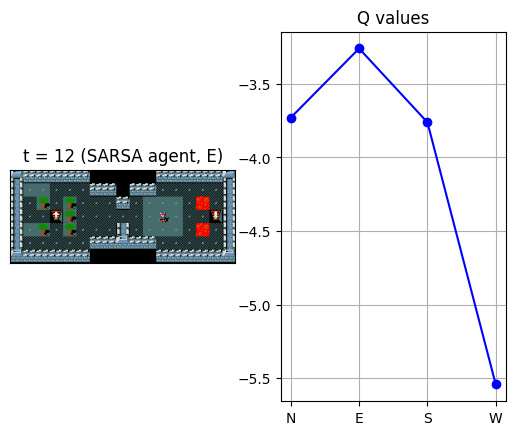 Q values
t = 12 (SARSA agent, E)
−3.5
−4.0
−4.5
−5.0
−5.5
N
E
S
W